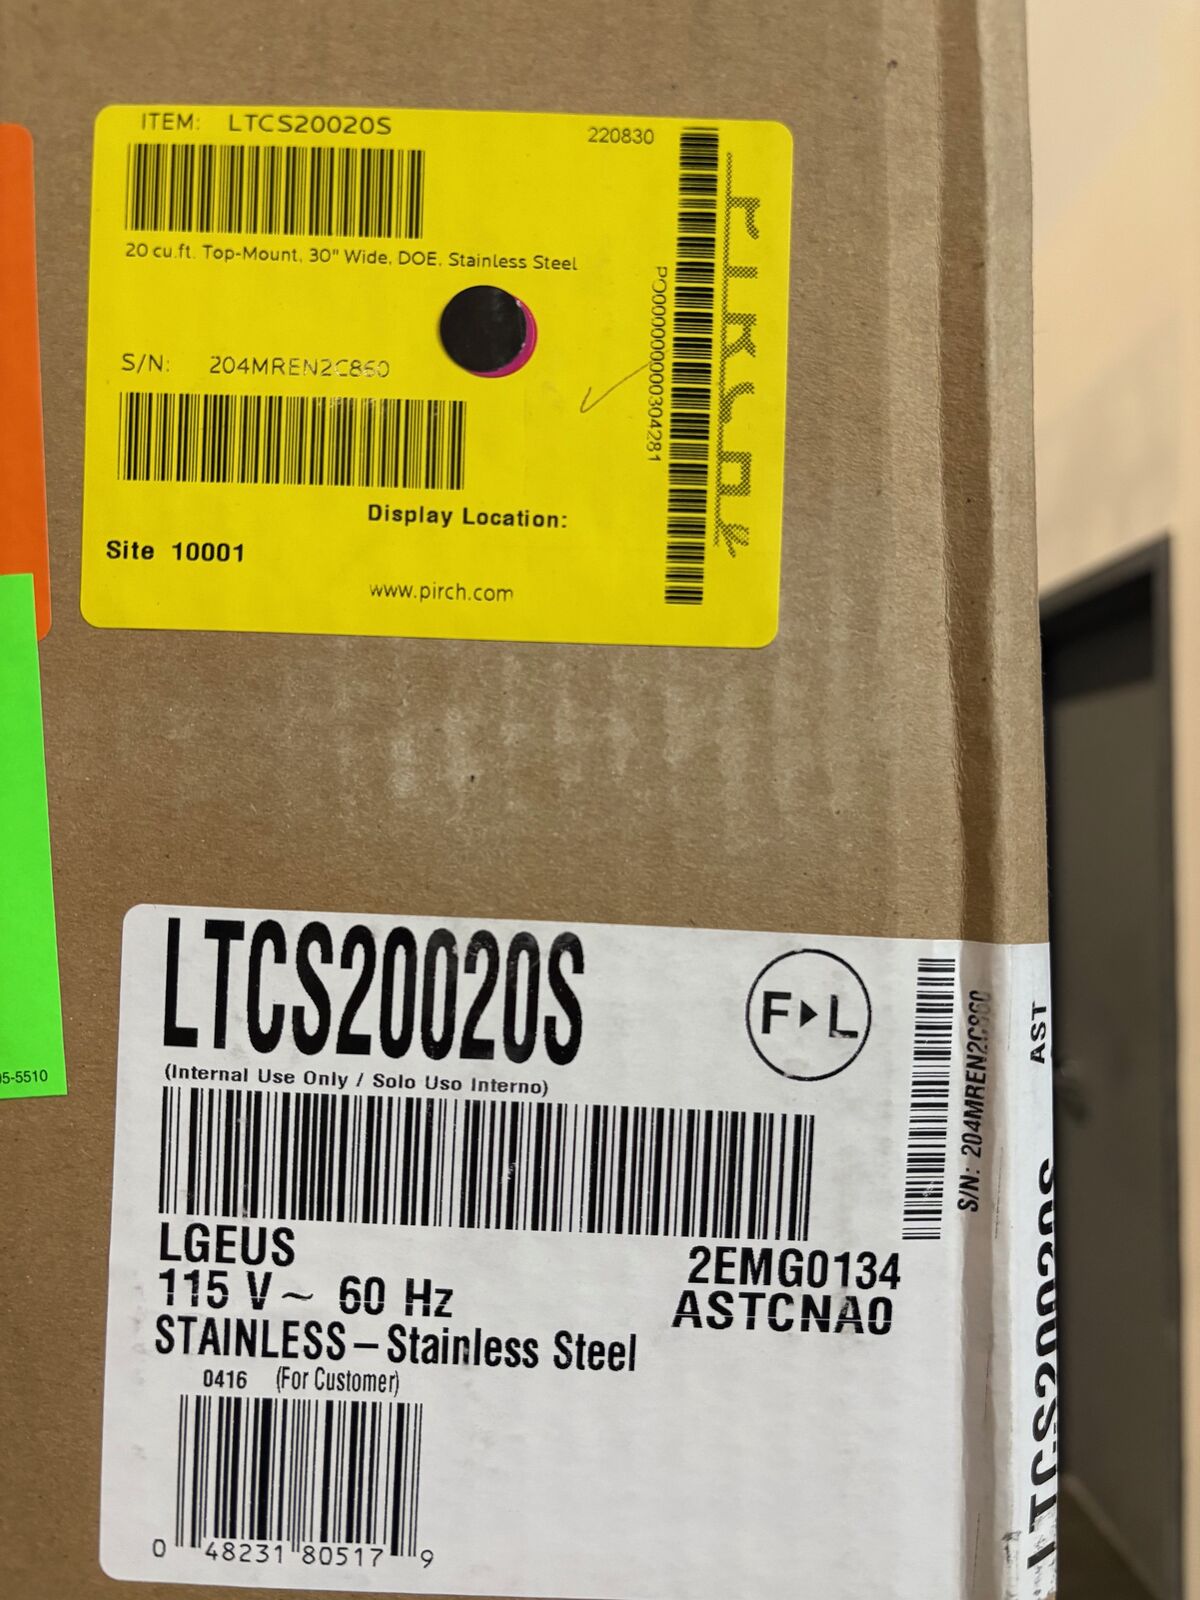 ITEM: LTCS20020S
220830
20 cu.ft. Top-Mount, 30" Wide, DOE, Stainless Steel
S/N: 204MREN2C860
Display Location:
Site 10001
www.pirch.com
LTCS20020S
(Internal Use Only / Solo Uso Interno)
F▶L
S/N: 204MREN2C860
AST
LTCS20020S
LGEUS
2EMG0134
115 V~ 60 Hz
ASTCNA0
STAINLESS–Stainless Steel
0416 (For Customer)
0 48231 80517 9
05-5510